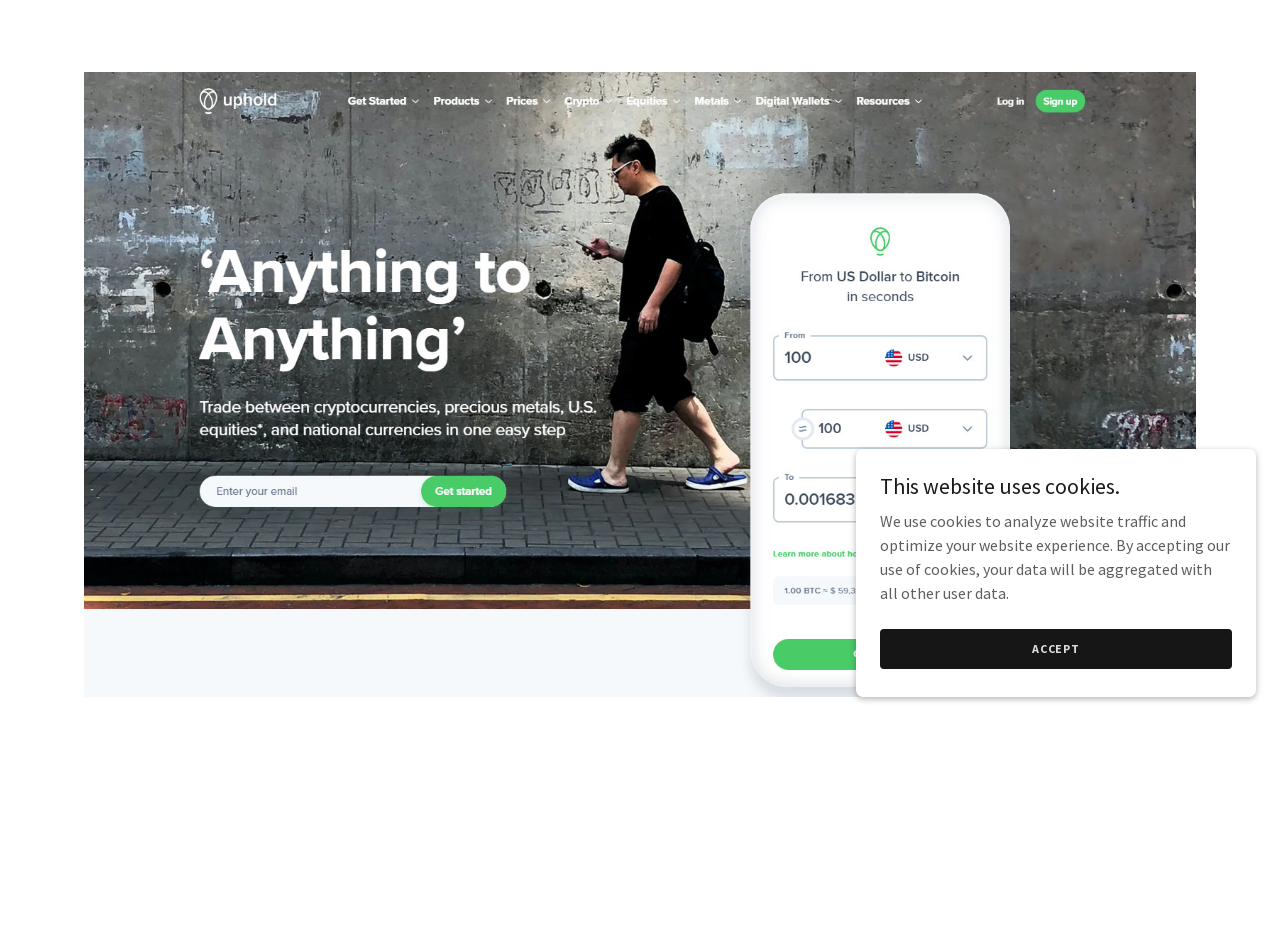 uphold
Get Started
Products
Prices
Crypto
Equities
Metals
Digital Wallets
Resources
Log in
Sign up
‘Anything to
Anything’
Trade between cryptocurrencies, precious metals, U.S.
equities*, and national currencies in one easy step
Enter your email
Get started
From US Dollar to Bitcoin
in seconds
From
100
USD
100
USD
To
0.001683
Learn more about
1.00 BTC ≈ $ 59,3
This website uses cookies.
We use cookies to analyze website traffic and
optimize your website experience. By accepting our
use of cookies, your data will be aggregated with
all other user data.
ACCEPT